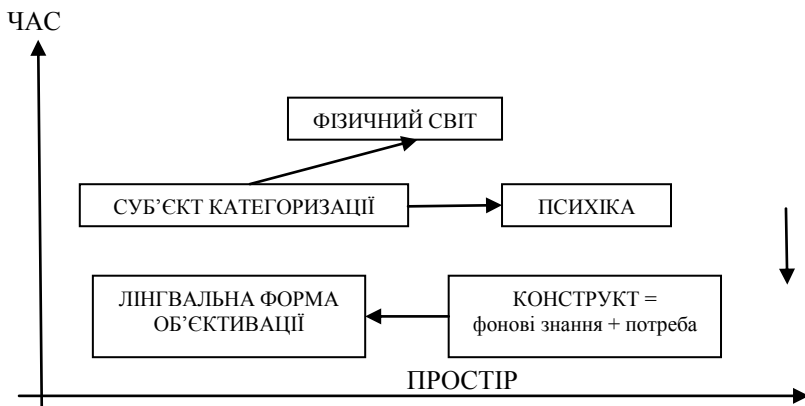 ЧАС
ФІЗИЧНИЙ СВІТ
СУБ’ЄКТ КАТЕГОРИЗАЦІЇ
ПСИХІКА
ЛІНГВАЛЬНА ФОРМА
ОБ’ЄКТИВАЦІЇ
КОНСТРУКТ =
фонові знання + потреба
ПРОСТІР